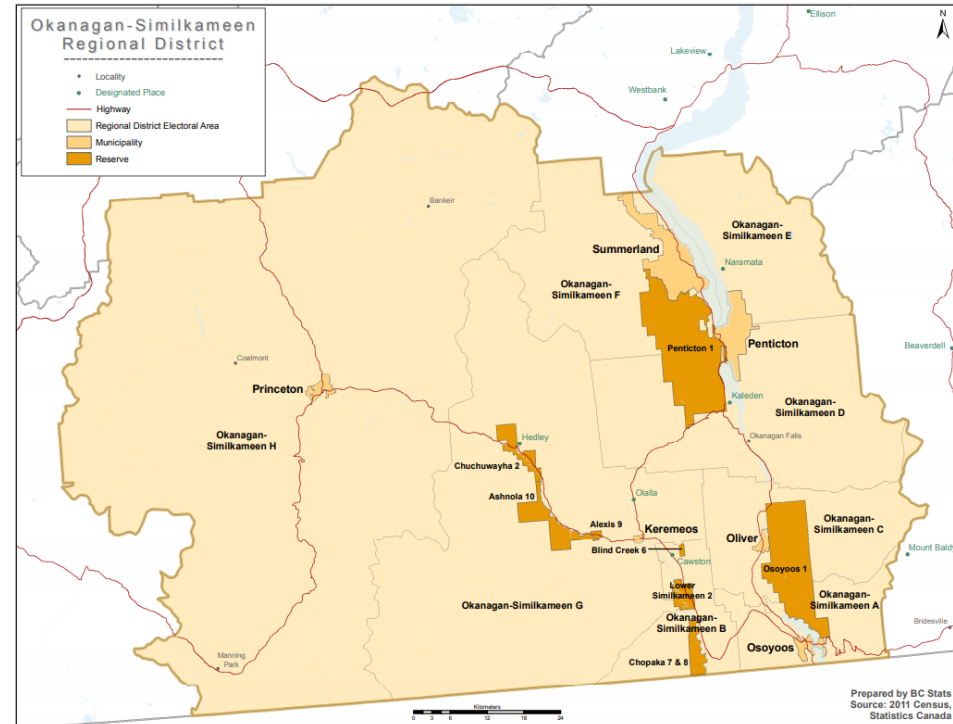 Okanagan-Similkameen
Regional District
-------------------------
Locality
Designated Place
Highway
Regional District Electoral Area
Municipality
Reserve
N
Ellison
Lakeview
Westbank
Bankeir
Okanagan-
Similkameen E
Summerland
Naramata
Okanagan-
Similkameen F
Penticton 1
Penticton
Beaverdell
Coalmont
Princeton
Kaleden
Okanagan-
Similkameen D
Okanagan-
Similkameen H
Okanagan Falls
Hedley
Chuchuwayha 2
Ashnola 10
Olalla
Alexis 9
Keremeos
Blind Creek 6
Cawston
Oliver
Okanagan-
Similkameen C
Mount Baldy
Osoyoos 1
Okanagan-Similkameen G
Lower
Similkameen 2
Okanagan-
Similkameen A
Okanagan-
Similkameen B
Bridesville
Manning
Park
Chopaka 7 & 8
Osoyoos
Kilometers
0 3 6 12 18 24
Prepared by BC Stats
Source: 2011 Census,
Statistics Canada